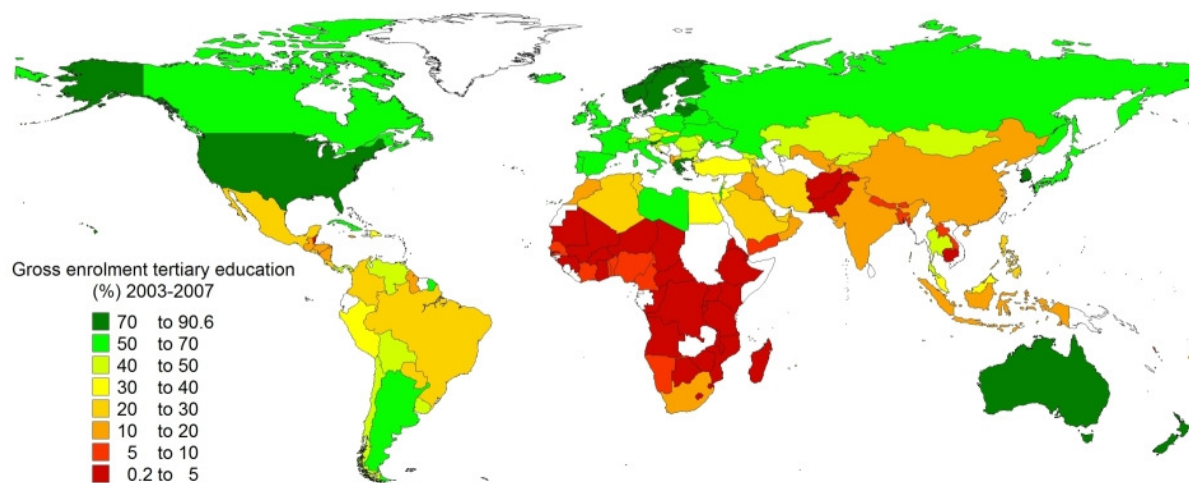 Gross enrolment tertiary education
(%) 2003-2007
70 to 90.6
50 to 70
40 to 50
30 to 40
20 to 30
10 to 20
5 to 10
0.2 to 5